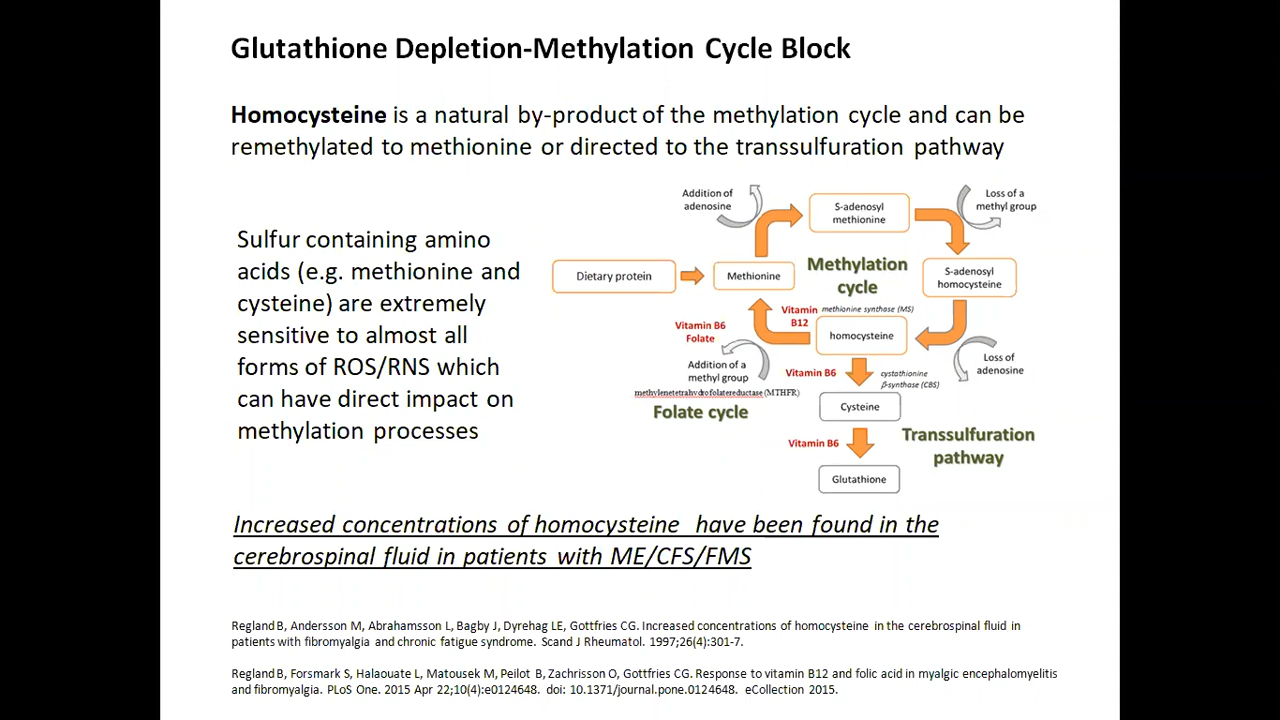 Glutathione Depletion-Methylation Cycle Block
Homocysteine is a natural by-product of the methylation cycle and can be
remethylated to methionine or directed to the transsulfuration pathway
Sulfur containing amino
acids (e.g. methionine and
cysteine) are extremely
sensitive to almost all
forms of ROS/RNS which
can have direct impact on
methylation processes
Addition of
adenosine
S-adenosyl
methionine
Loss of a
methyl group
Dietary protein
Methionine
Methylation
cycle
S-adenosyl
homocysteine
Vitamin
B12
methionine synthase (MS)
Vitamin B6
Folate
homocysteine
Addition of a
methyl group
Loss of
adenosine
Vitamin B6
cystathionine
β-synthase (CBS)
methylenetetrahydrofolatereductase (MTHFR)
Folate cycle
Cysteine
Vitamin B6
Transsulfuration
pathway
Glutathione
Increased concentrations of homocysteine have been found in the
cerebrospinal fluid in patients with ME/CFS/FMS
Regland B, Andersson M, Abrahamsson L, Bagby J, Dyrehag LE, Gottfries CG. Increased concentrations of homocysteine in the cerebrospinal fluid in
patients with fibromyalgia and chronic fatigue syndrome. Scand J Rheumatol. 1997;26(4):301-7.
Regland B, Forsmark S, Halaouate L, Matousek M, Peilot B, Zachrisson O, Gottfries CG. Response to vitamin B12 and folic acid in myalgic encephalomyelitis
and fibromyalgia. PLoS One. 2015 Apr 22;10(4):e0124648. doi: 10.1371/journal.pone.0124648. eCollection 2015.